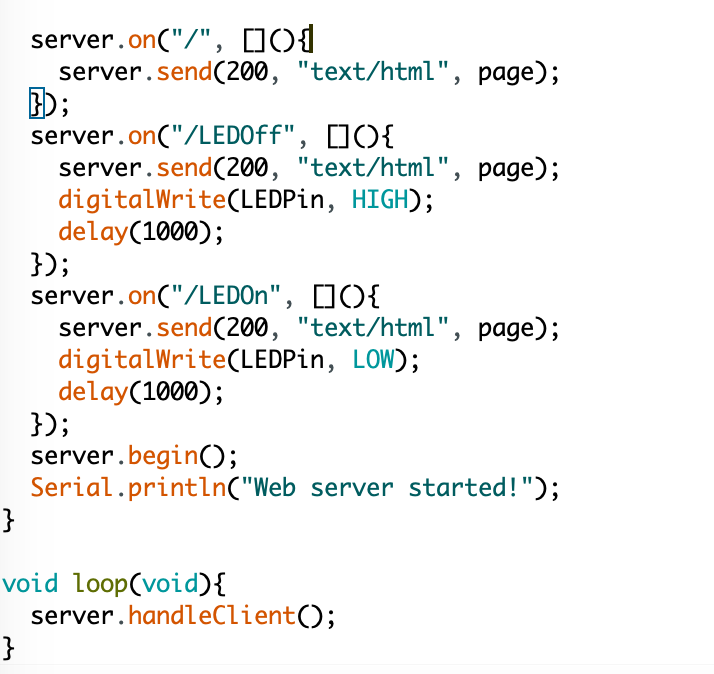 server.on("/", [](){
server.send(200, "text/html", page);
});
server.on("/LEDOff", [](){
server.send(200, "text/html", page);
digitalWrite(LEDPin, HIGH);
delay(1000);
});
server.on("/LEDOn", [](){
server.send(200, "text/html", page);
digitalWrite(LEDPin, LOW);
delay(1000);
});
server.begin();
Serial.println("Web server started!");
}
void loop(void){
server.handleClient();
}